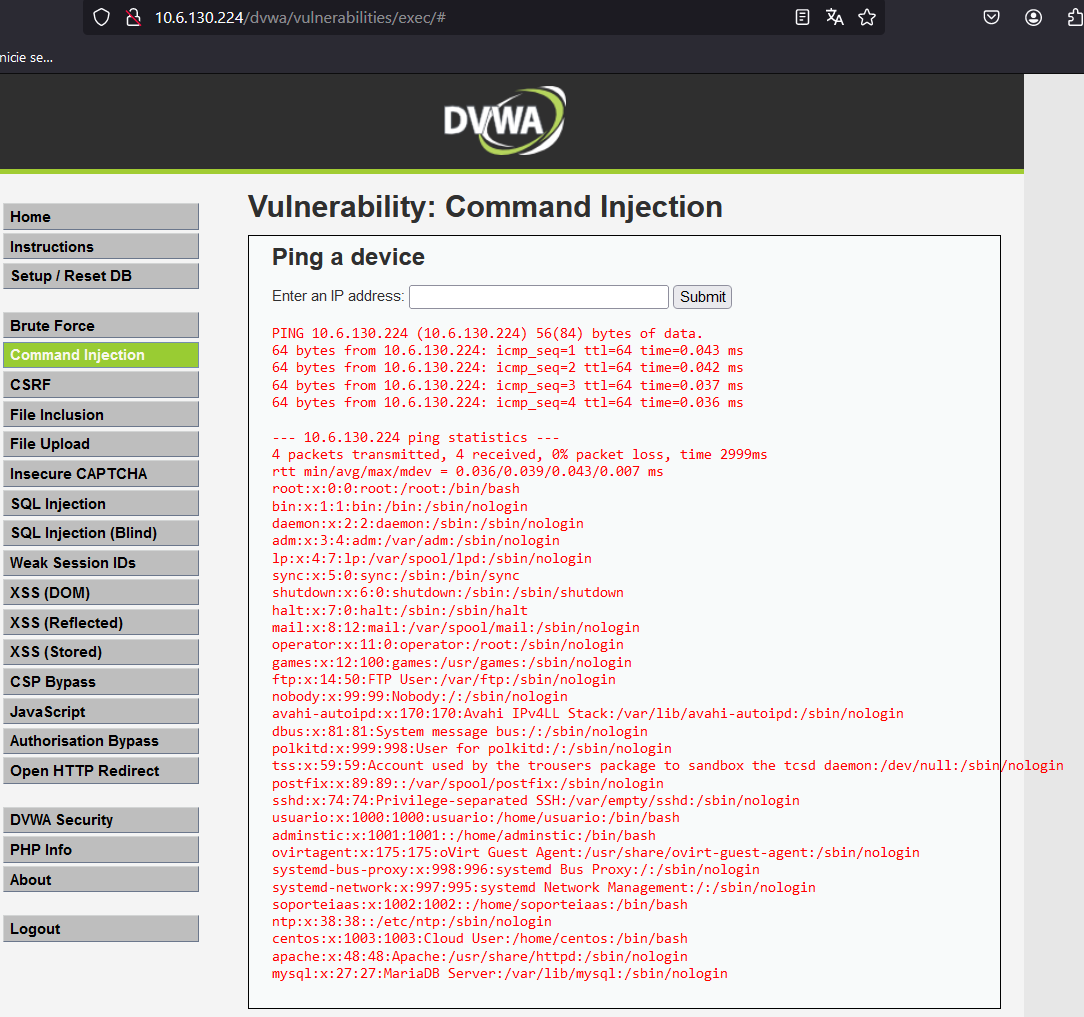 10.6.130.224/dvwa/vulnerabilities/exec/#
nicie se...
DVWA
Home
Instructions
Setup / Reset DB
Brute Force
Command Injection
CSRF
File Inclusion
File Upload
Insecure CAPTCHA
SQL Injection
SQL Injection (Blind)
Weak Session IDs
XSS (DOM)
XSS (Reflected)
XSS (Stored)
CSP Bypass
JavaScript
Authorisation Bypass
Open HTTP Redirect
DVWA Security
PHP Info
About
Logout
Vulnerability: Command Injection
Ping a device
Enter an IP address: Submit
PING 10.6.130.224 (10.6.130.224) 56(84) bytes of data.
64 bytes from 10.6.130.224: icmp_seq=1 ttl=64 time=0.043 ms
64 bytes from 10.6.130.224: icmp_seq=2 ttl=64 time=0.042 ms
64 bytes from 10.6.130.224: icmp_seq=3 ttl=64 time=0.037 ms
64 bytes from 10.6.130.224: icmp_seq=4 ttl=64 time=0.036 ms
--- 10.6.130.224 ping statistics ---
4 packets transmitted, 4 received, 0% packet loss, time 2999ms
rtt min/avg/max/mdev = 0.036/0.039/0.043/0.007 ms
root:x:0:0:root:/root:/bin/bash
bin:x:1:1:bin:/bin:/sbin/nologin
daemon:x:2:2:daemon:/sbin:/sbin/nologin
adm:x:3:4:adm:/var/adm:/sbin/nologin
lp:x:4:7:lp:/var/spool/lpd:/sbin/nologin
sync:x:5:0:sync:/sbin:/bin/sync
shutdown:x:6:0:shutdown:/sbin:/sbin/shutdown
halt:x:7:0:halt:/sbin:/sbin/halt
mail:x:8:12:mail:/var/spool/mail:/sbin/nologin
operator:x:11:0:operator:/root:/sbin/nologin
games:x:12:100:games:/usr/games:/sbin/nologin
ftp:x:14:50:FTP User:/var/ftp:/sbin/nologin
nobody:x:99:99:Nobody:/:/sbin/nologin
avahi-autoipd:x:170:170:Avahi IPv4LL Stack:/var/lib/avahi-autoipd:/sbin/nologin
dbus:x:81:81:System message bus:/:/sbin/nologin
polkitd:x:999:998:User for polkitd:/:/sbin/nologin
tss:x:59:59:Account used by the trousers package to sandbox the tcsd daemon:/dev/null:/sbin/nologin
postfix:x:89:89::/var/spool/postfix:/sbin/nologin
sshd:x:74:74:Privilege-separated SSH:/var/empty/sshd:/sbin/nologin
usuario:x:1000:1000:usuario:/home/usuario:/bin/bash
adminstic:x:1001:1001::/home/adminstic:/bin/bash
ovirtagent:x:175:175:oVirt Guest Agent:/usr/share/ovirt-guest-agent:/sbin/nologin
systemd-bus-proxy:x:998:996:systemd Bus Proxy:/:/sbin/nologin
systemd-network:x:997:995:systemd Network Management:/:/sbin/nologin
soporteiaas:x:1002:1002::/home/soporteiaas:/bin/bash
ntp:x:38:38::/etc/ntp:/sbin/nologin
centos:x:1003:1003:Cloud User:/home/centos:/bin/bash
apache:x:48:48:Apache:/usr/share/httpd:/sbin/nologin
mysql:x:27:27:MariaDB Server:/var/lib/mysql:/sbin/nologin